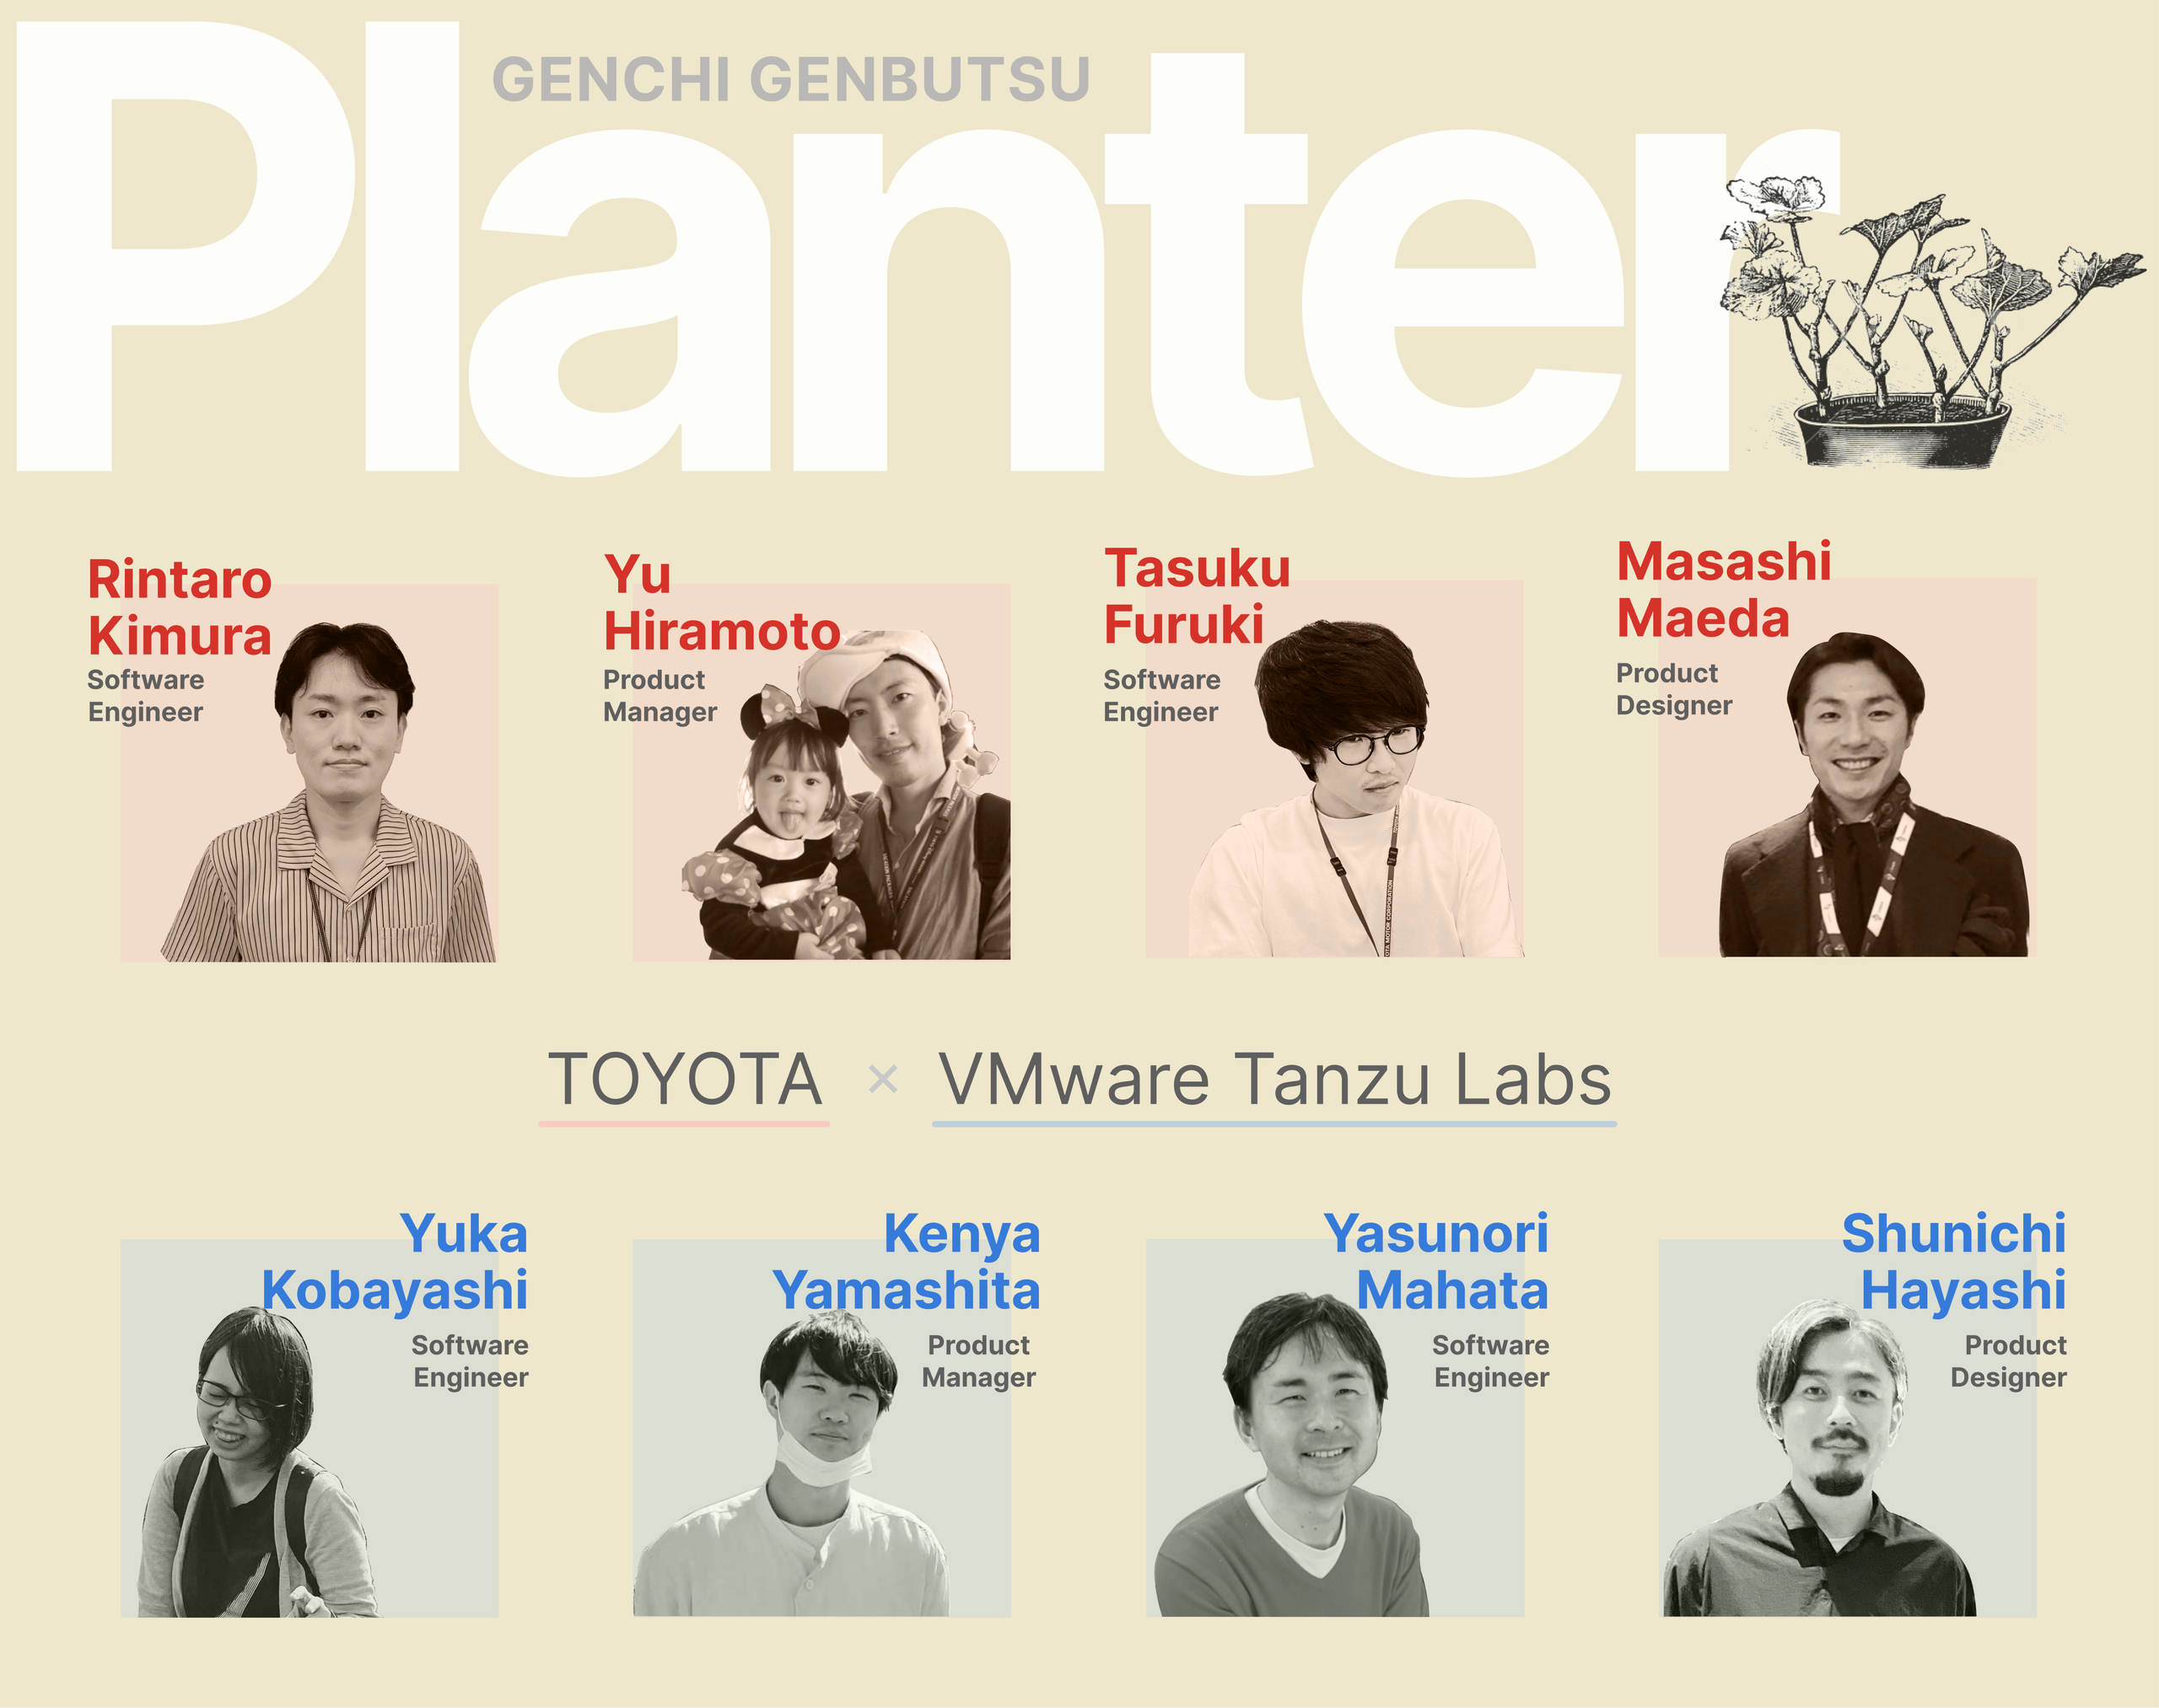 Planter
GENCHI GENBUTSU
Rintaro
Kimura
Software
Engineer
Yu
Hiramoto
Product
Manager
Tasuku
Furuki
Software
Engineer
Masashi
Maeda
Product
Designer
TOYOTA × VMware Tanzu Labs
Yuka
Kobayashi
Software
Engineer
Kenya
Yamashita
Product
Manager
Yasunori
Mahata
Software
Engineer
Shunichi
Hayashi
Product
Designer